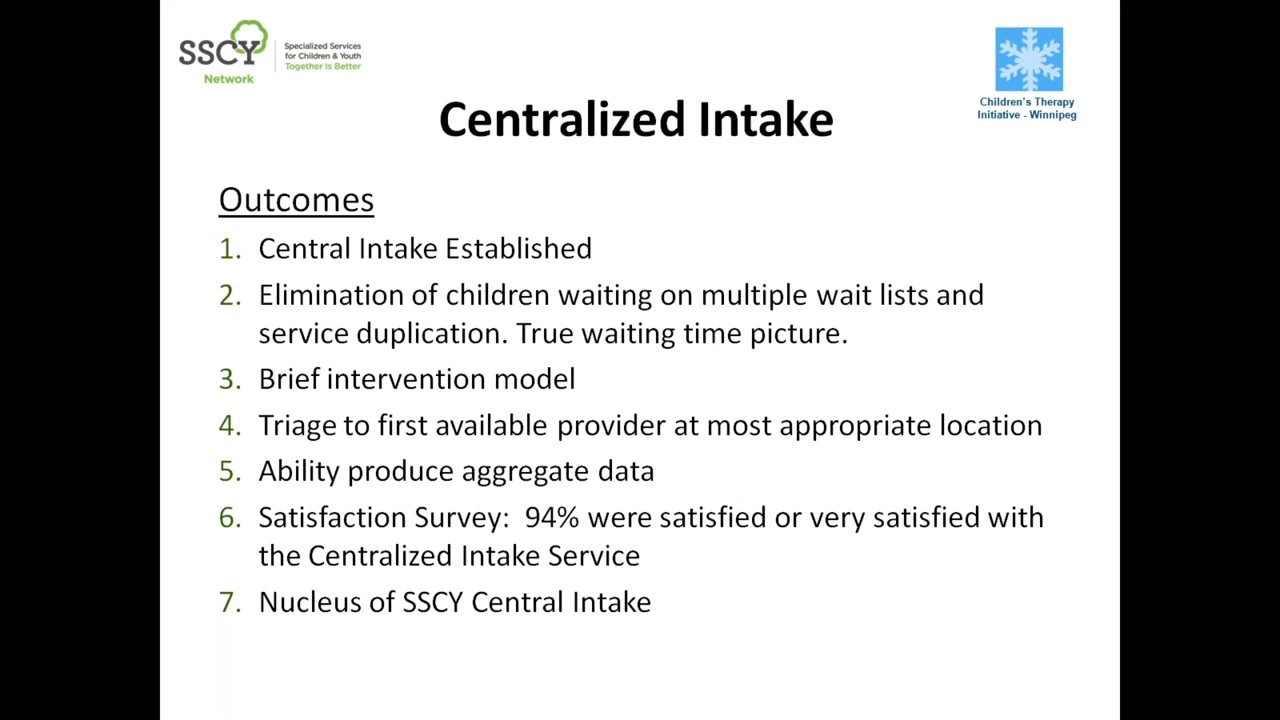 SSCY
Network
Specialized Services
for Children & Youth
Together Is Better
Children's Therapy
Initiative - Winnipeg
Centralized Intake
Outcomes
1. Central Intake Established
2. Elimination of children waiting on multiple wait lists and
service duplication. True waiting time picture.
3. Brief intervention model
4. Triage to first available provider at most appropriate location
5. Ability produce aggregate data
6. Satisfaction Survey: 94% were satisfied or very satisfied with
the Centralized Intake Service
7. Nucleus of SSCY Central Intake